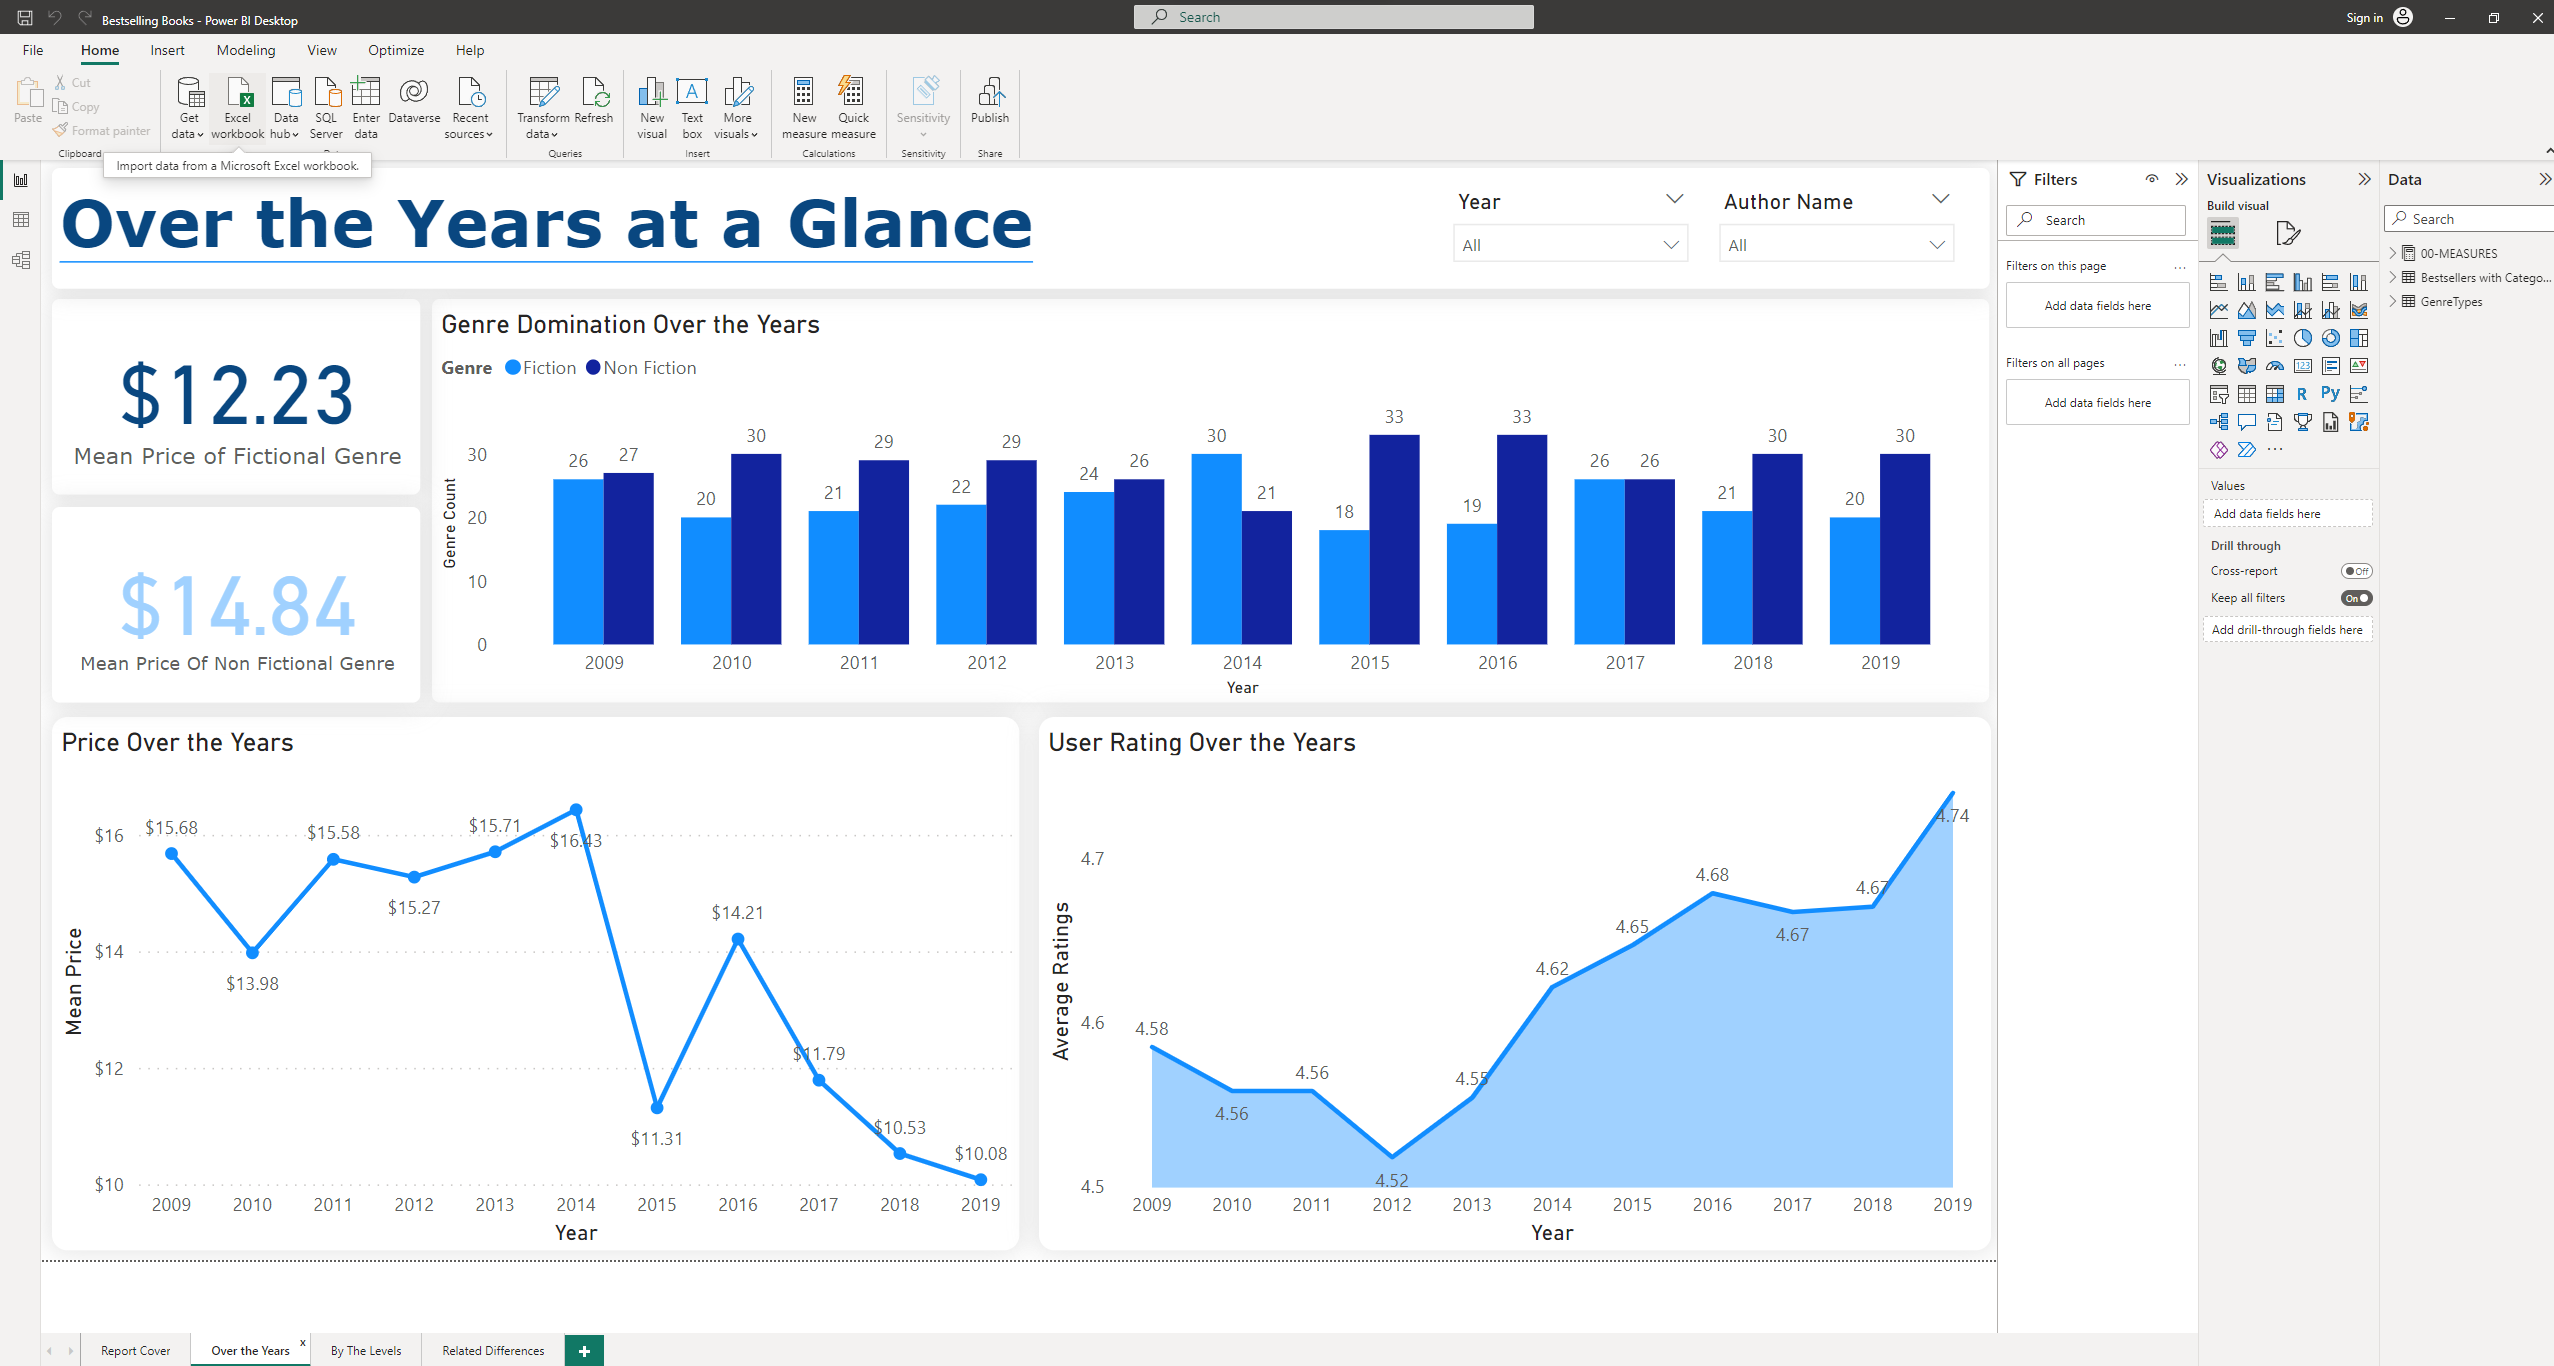 Bestselling Books - Power BI Desktop
Search
Sign in
File Home Insert Modeling View Optimize Help
Paste
Cut
Copy
Format painter
Clipboard
Get data
Excel workbook
Data hub
SQL Server
Enter data
Dataverse
Recent sources
Transform data
Refresh
Queries
New visual
Text box
More visuals
Insert
New measure
Quick measure
Calculations
Sensitivity
Sensitivity
Publish
Share
Import data from a Microsoft Excel workbook.
Over the Years at a Glance
Year
All
Author Name
All
$12.23
Mean Price of Fictional Genre
$14.84
Mean Price Of Non Fictional Genre
Genre Domination Over the Years
Genre Fiction Non Fiction
Genre Count
30
20
10
0
26 27 20 30 21 29 22 29 24 26 30 21 18 33 19 33 26 26 21 30 20 30
2009 2010 2011 2012 2013 2014 2015 2016 2017 2018 2019
Year
Price Over the Years
Mean Price
$16
$14
$12
$10
$15.68 $13.98 $15.58 $15.27 $15.71 $16.43 $11.31 $14.21 $11.79 $10.53 $10.08
2009 2010 2011 2012 2013 2014 2015 2016 2017 2018 2019
Year
User Rating Over the Years
Average Ratings
4.7
4.6
4.5
4.58 4.56 4.56 4.52 4.55 4.62 4.65 4.68 4.67 4.67 4.74
2009 2010 2011 2012 2013 2014 2015 2016 2017 2018 2019
Year
Filters
Search
Filters on this page ...
Add data fields here
Filters on all pages ...
Add data fields here
Visualizations
Build visual
123
R Py
...
Values
Add data fields here
Drill through
Cross-report Off
Keep all filters On
Add drill-through fields here
Data
Search
00-MEASURES
Bestsellers with Catego...
GenreTypes
Report Cover
Over the Years x
By The Levels
Related Differences
+